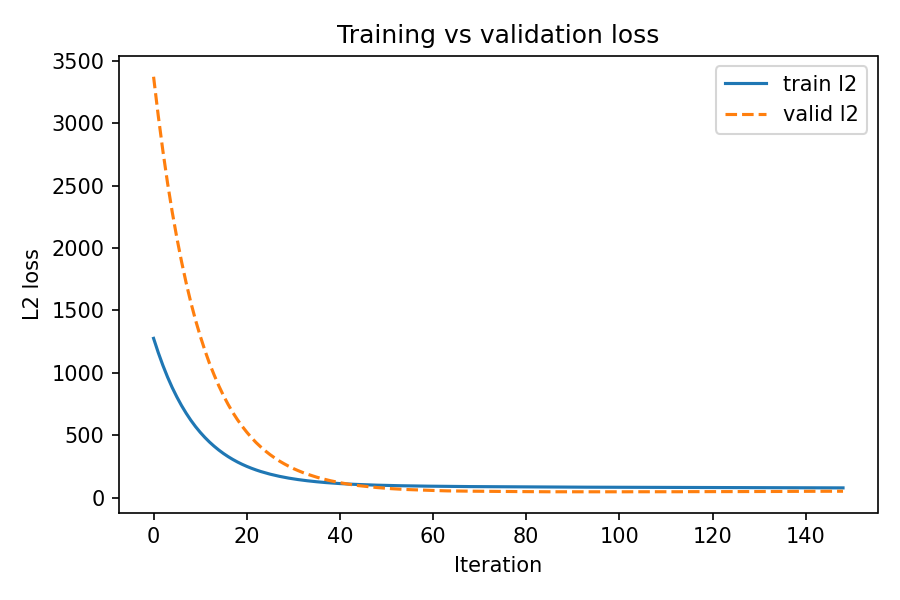 Training vs validation loss
3500
3000
2500
2000
1500
1000
500
0
L2 loss
train l2
valid l2
0 20 40 60 80 100 120 140
Iteration